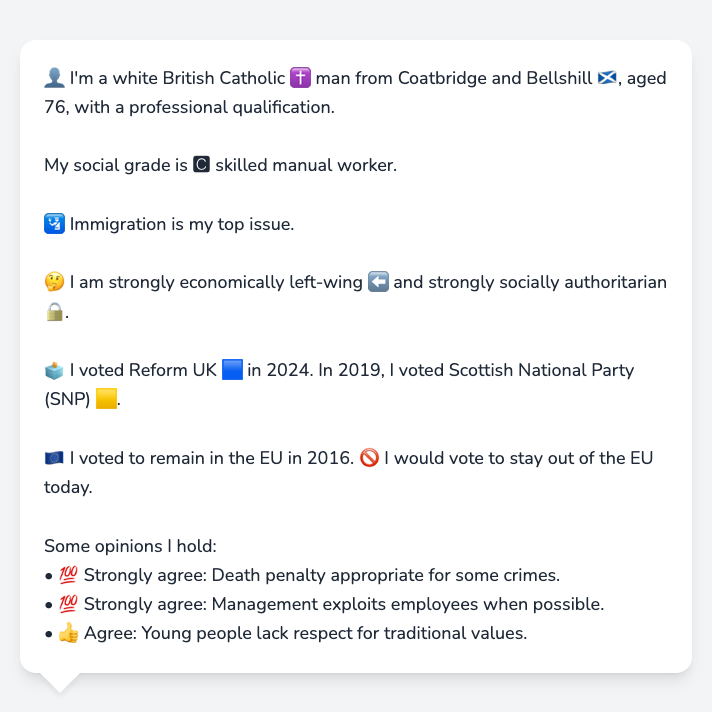 👤 I'm a white British Catholic ✝️ man from Coatbridge and Bellshill 🏴󠁧󠁢󠁳󠁣󠁴󠁿, aged
76, with a professional qualification.
My social grade is 🅲 skilled manual worker.
🛂 Immigration is my top issue.
🤔 I am strongly economically left-wing ⬅️ and strongly socially authoritarian
🔒.
🗳️ I voted Reform UK 🟦 in 2024. In 2019, I voted Scottish National Party
(SNP) 🟨.
🇪🇺 I voted to remain in the EU in 2016. 🚫 I would vote to stay out of the EU
today.
Some opinions I hold:
• 💯 Strongly agree: Death penalty appropriate for some crimes.
• 💯 Strongly agree: Management exploits employees when possible.
• 👍 Agree: Young people lack respect for traditional values.